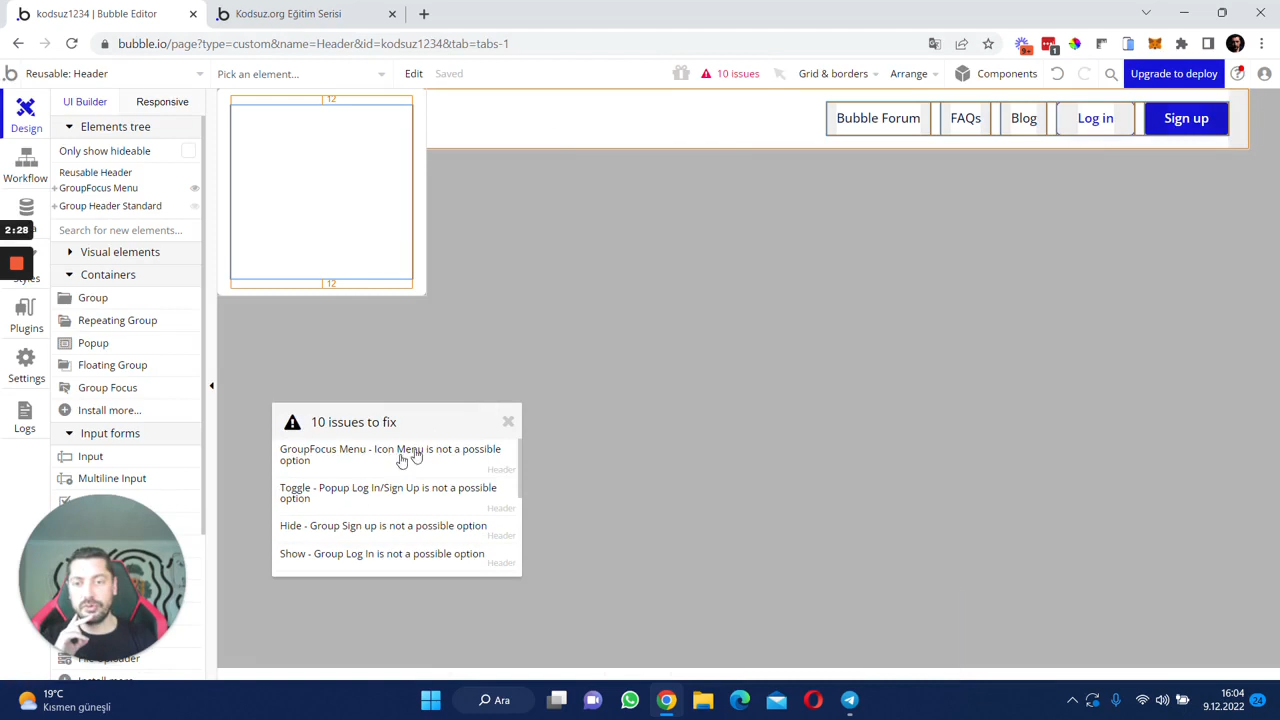 kodsuz1234 | Bubble Editor
Kodsuz.org Eğitim Serisi
bubble.io/page?type=custom&name=Header&id=kodsuz1234&tab=tabs-1
9+
1
Reusable: Header
Pick an element...
Edit
Saved
10 issues
Grid & borders
Arrange
Components
Upgrade to deploy
Design
Workflow
2:28
Styles
Plugins
Settings
Logs
UI Builder
Responsive
Elements tree
Only show hideable
Reusable Header
GroupFocus Menu
Group Header Standard
Search for new elements...
Visual elements
Containers
Group
Repeating Group
Popup
Floating Group
Group Focus
Install more...
Input forms
Input
Multiline Input
File Uploader
12
12
Bubble Forum
FAQs
Blog
Log in
Sign up
10 issues to fix
GroupFocus Menu - Icon Menu is not a possible
option
Header
Toggle - Popup Log In/Sign Up is not a possible
option
Header
Hide - Group Sign up is not a possible option
Header
Show - Group Log In is not a possible option
Header
19°C
Kısmen güneşli
Ara
16:04
9.12.2022
24